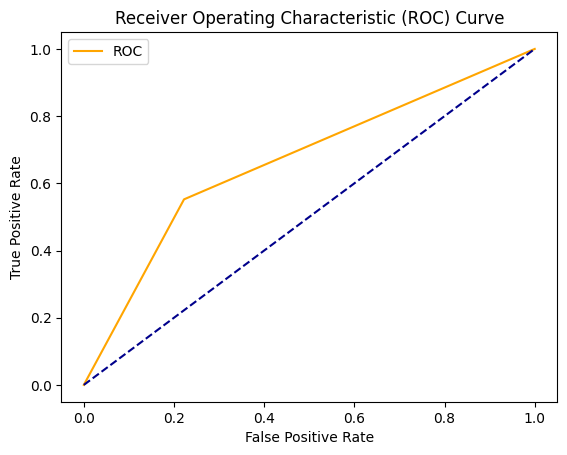 Receiver Operating Characteristic (ROC) Curve
ROC
1.0
0.8
0.6
0.4
0.2
0.0
True Positive Rate
0.0 0.2 0.4 0.6 0.8 1.0
False Positive Rate